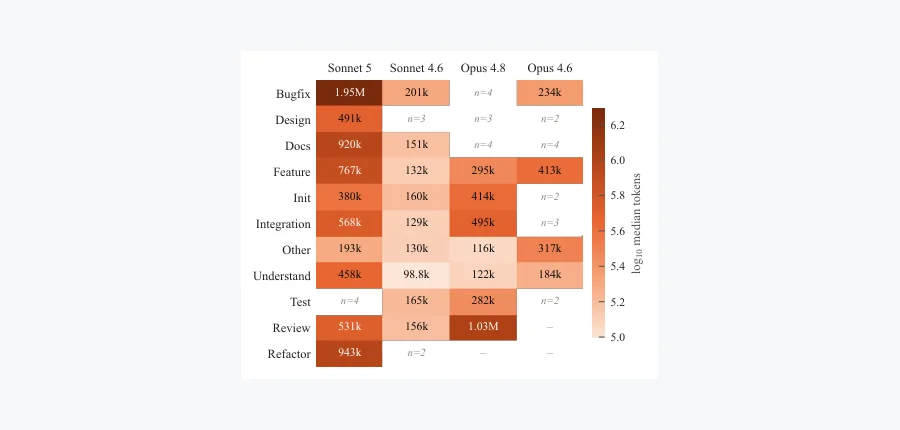 Sonnet 5 Sonnet 4.6 Opus 4.8 Opus 4.6
Bugfix 1.95M 201k n=4 234k
Design 491k n=3 n=3 n=2
Docs 920k 151k n=4 n=4
Feature 767k 132k 295k 413k
Init 380k 160k 414k n=2
Integration 568k 129k 495k n=3
Other 193k 130k 116k 317k
Understand 458k 98.8k 122k 184k
Test n=4 165k 282k n=2
Review 531k 156k 1.03M –
Refactor 943k n=2 – –
6.2
6.0
5.8
5.6
5.4
5.2
5.0
log₁₀ median tokens